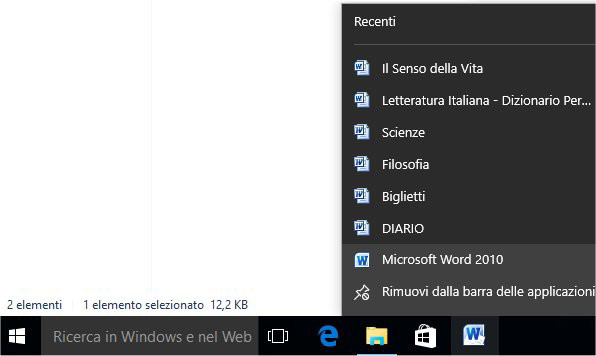 Recenti
Il Senso della Vita
Letteratura Italiana - Dizionario Per...
Scienze
Filosofia
Biglietti
DIARIO
Microsoft Word 2010
Rimuovi dalla barra delle applicazioni
2 elementi 1 elemento selezionato 12,2 KB
Ricerca in Windows e nel Web